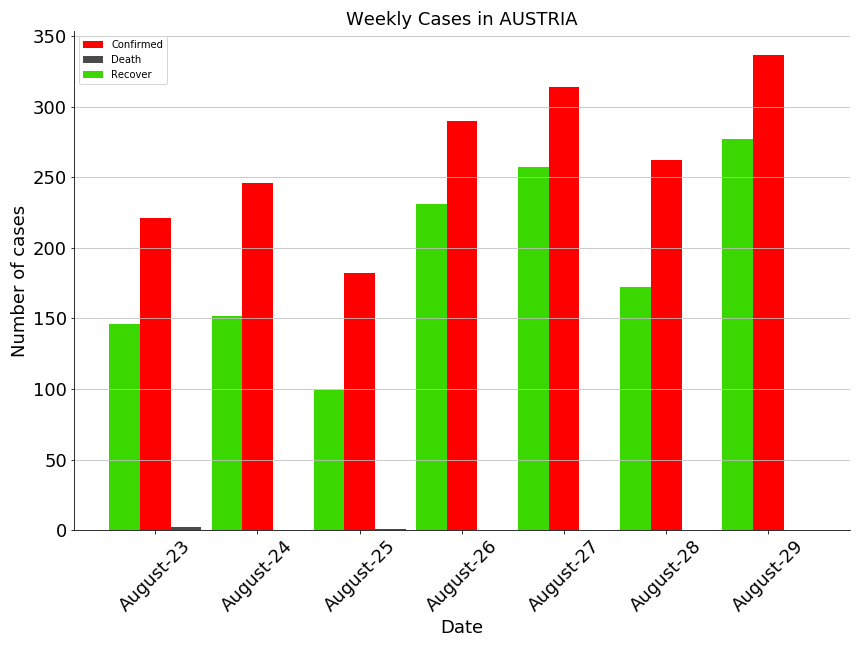 Weekly Cases in AUSTRIA
Confirmed
Death
Recover
350
300
250
200
150
100
50
0
Number of cases
August-23
August-24
August-25
August-26
August-27
August-28
August-29
Date